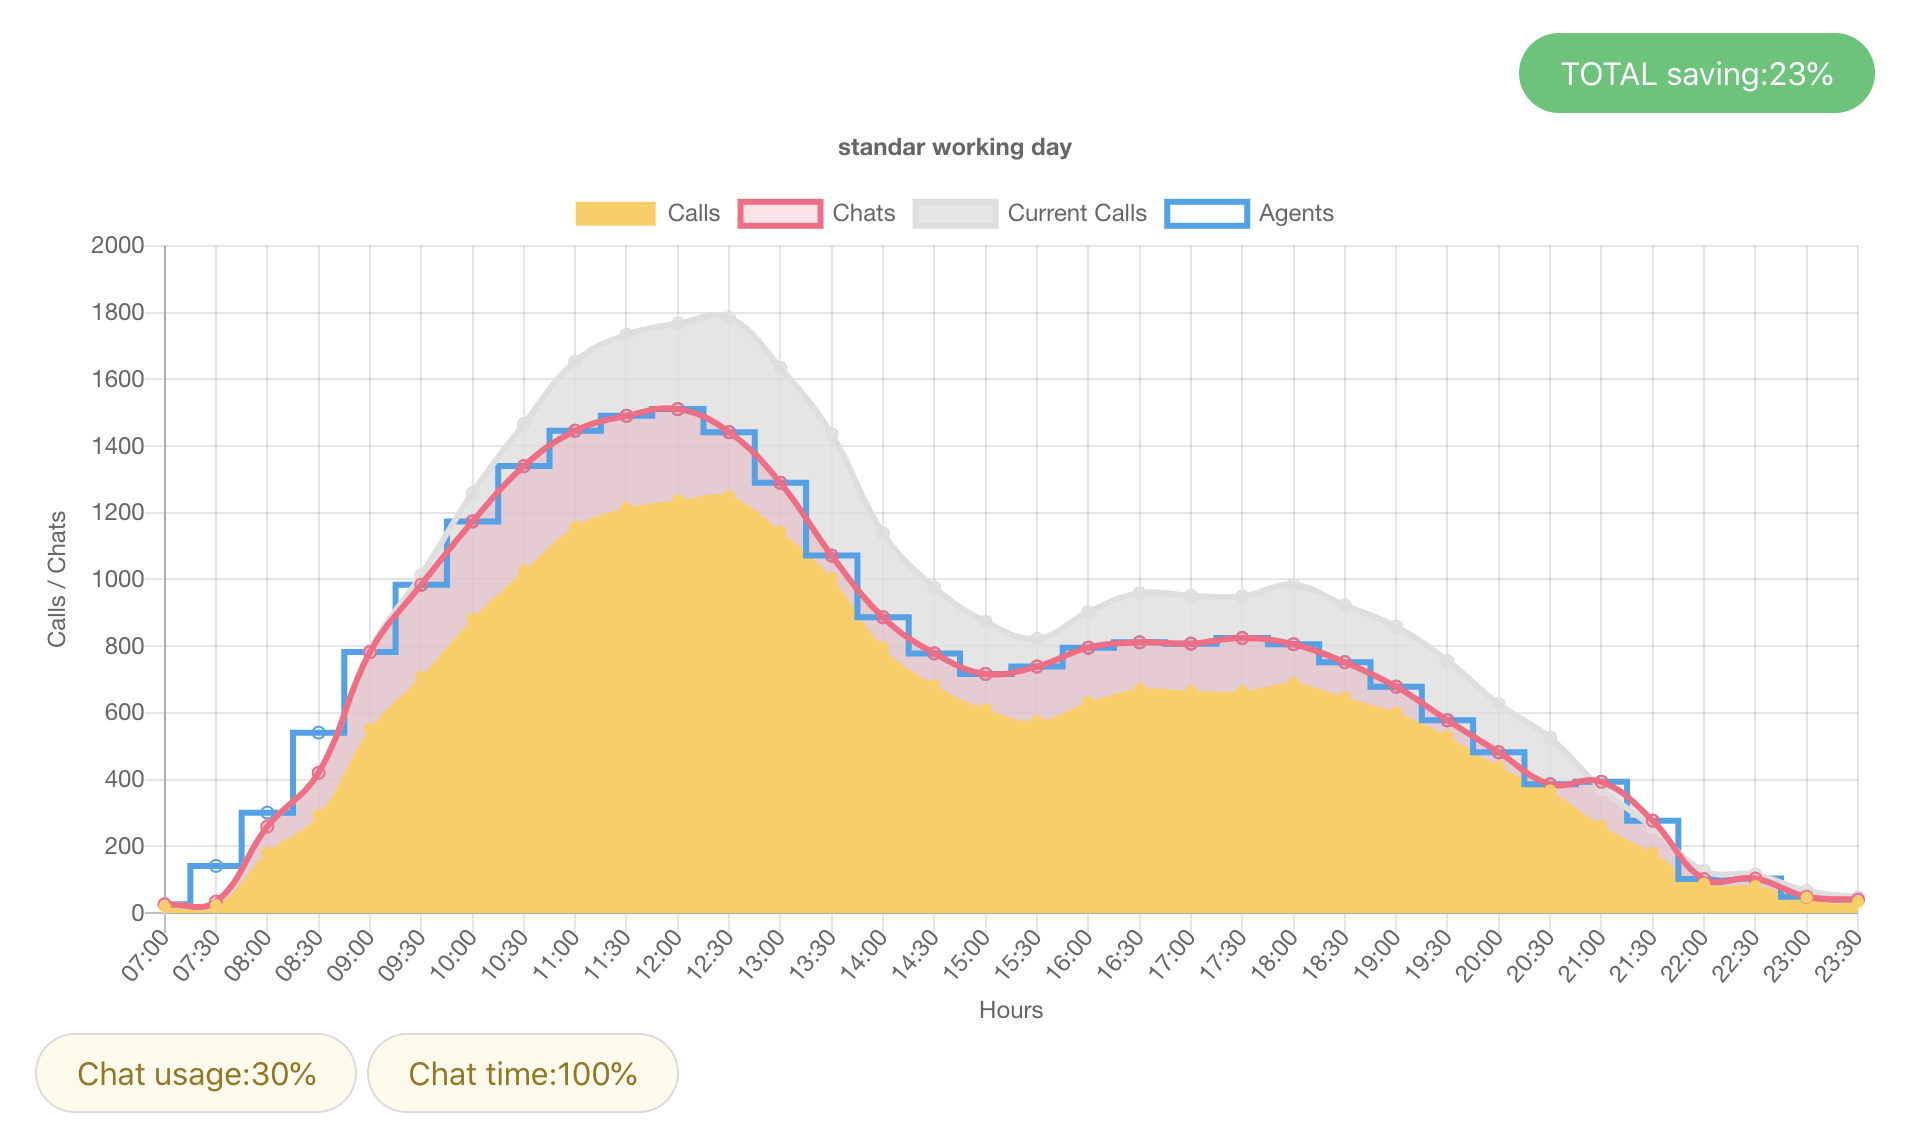 TOTAL saving:23%
standar working day
Calls Chats Current Calls Agents
2000
1800
1600
1400
1200
1000
800
600
400
200
0
Calls / Chats
07:00 07:30 08:00 08:30 09:00 09:30 10:00 10:30 11:00 11:30 12:00 12:30 13:00 13:30 14:00 14:30 15:00 15:30 16:00 16:30 17:00 17:30 18:00 18:30 19:00 19:30 20:00 20:30 21:00 21:30 22:00 22:30 23:00 23:30
Hours
Chat usage:30% Chat time:100%